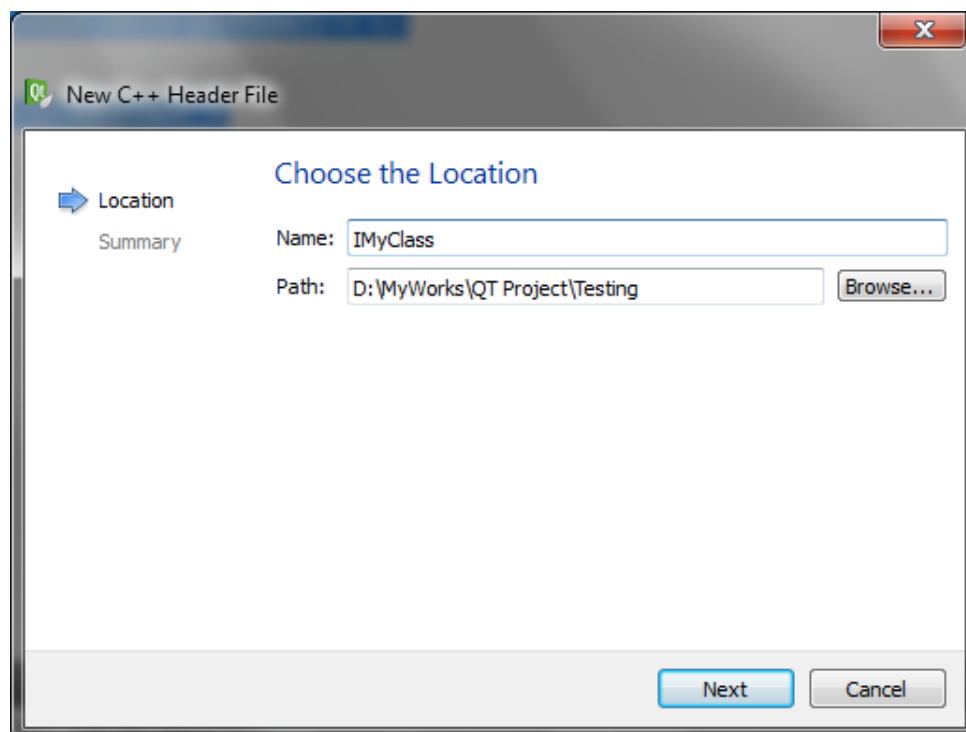 New C++ Header File
Location
Summary
Choose the Location
Name: IMyClass
Path: D:\MyWorks\QT Project\Testing Browse...
Next Cancel